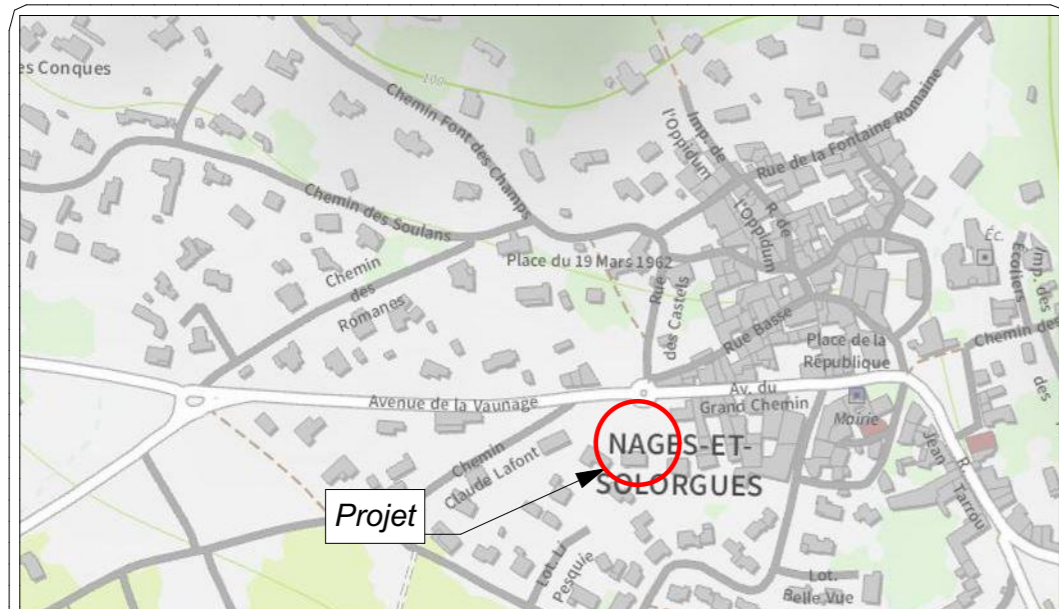 es Conques
100
Chemin Font des Champs
Imp. de
l'Oppidum
Rue de la Fontaine Romaine
Chemin des Soulans
R. de
l'Oppidum
Éc.
Imp. des
Écoliers
Place du 19 Mars 1962
Chemin
des
Romanes
Rue
des Castels
Rue Basse
Place de la
République
Chemin des
des
Avenue de la Vaunage
Av. du
Grand Chemin
Mairie
Chemin
Claude Lafont
NAGES-ET-
SOLORGUES
R.
Jean Tarrou
Projet
Lot. Li
Pesquie
Lot.
Belle Vue